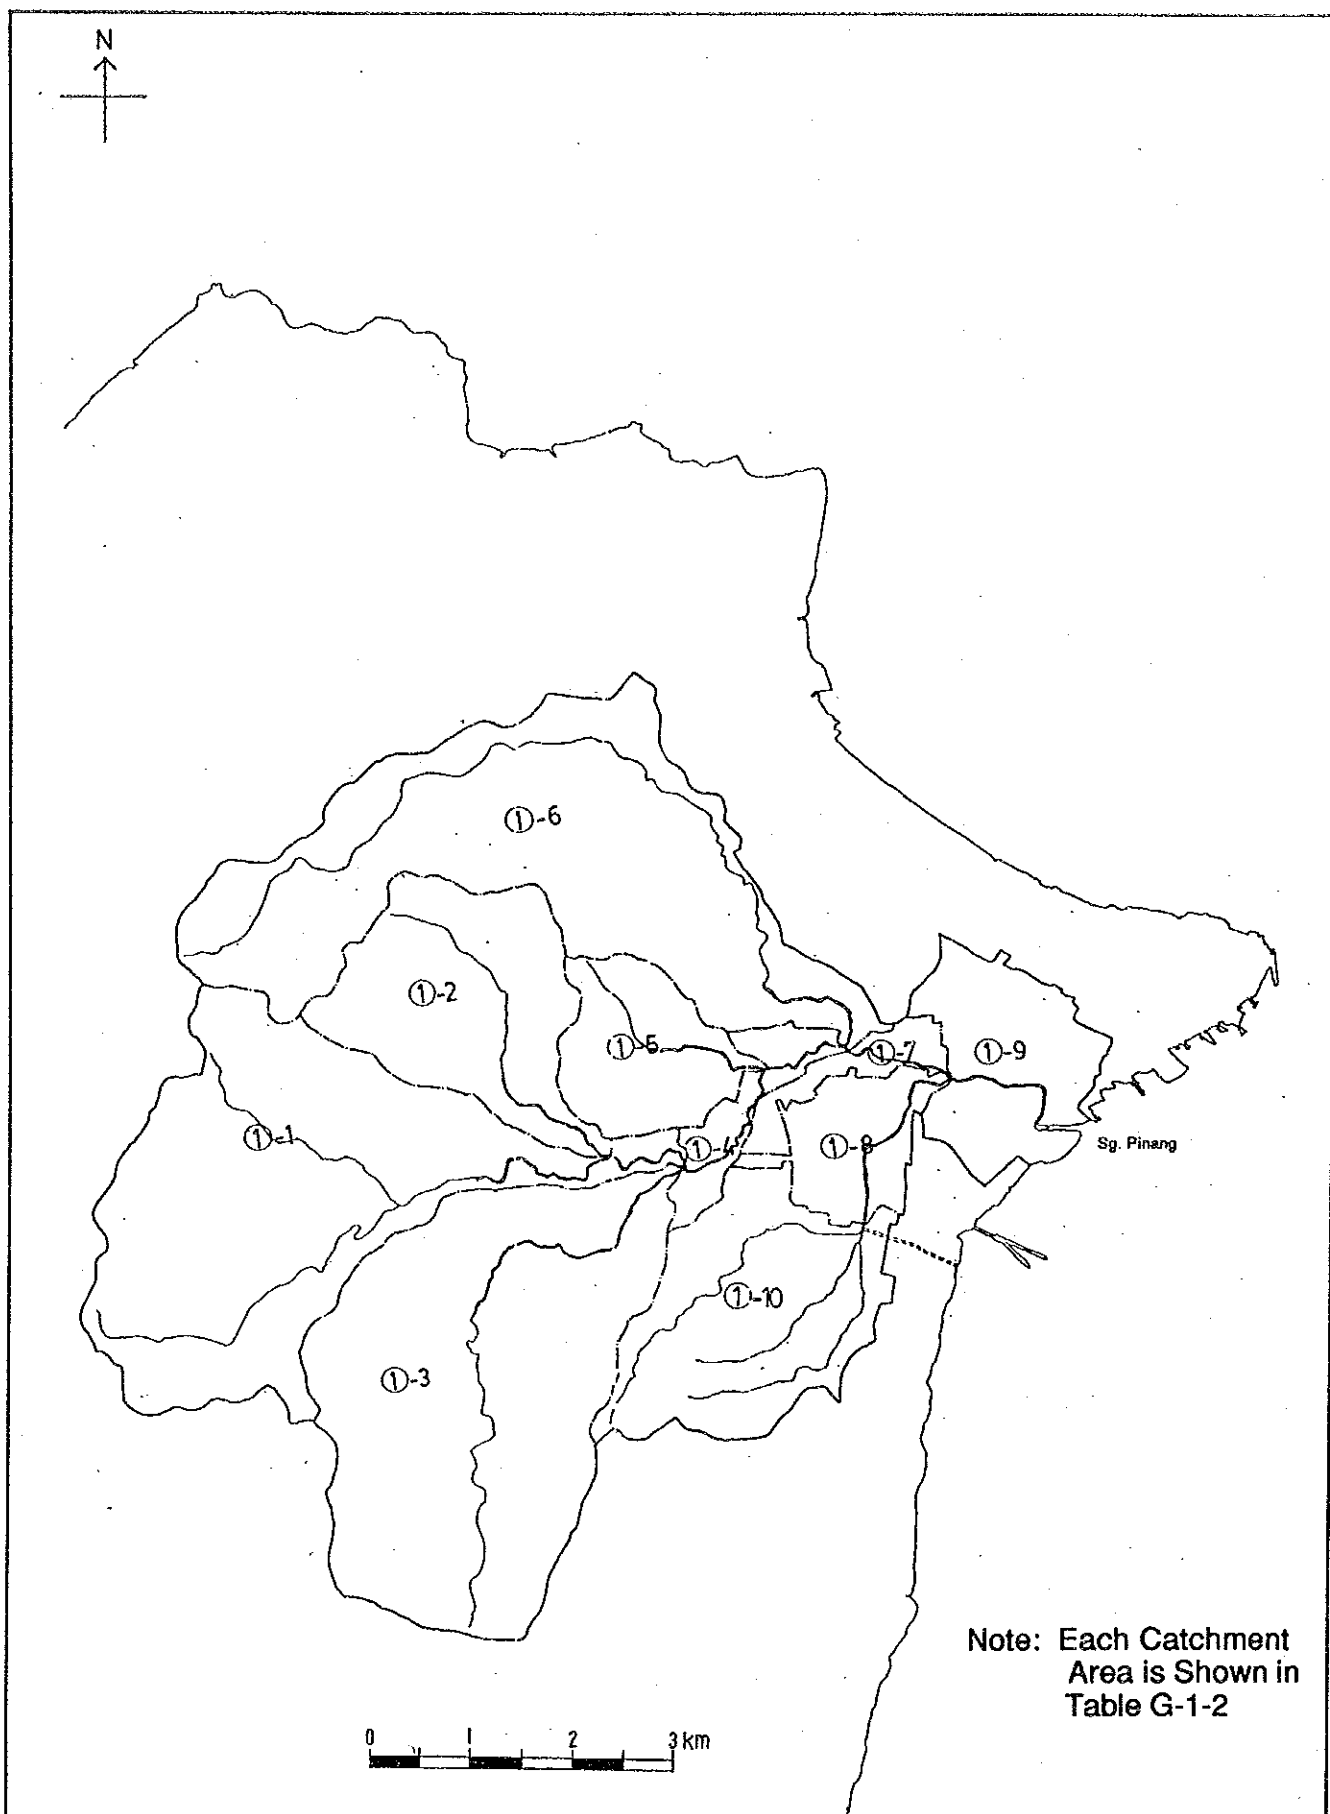 N
①-6
①-2
①-5
①-7
①-9
①-1
①-4
①-8
Sg. Pinang
①-10
①-3
Note: Each Catchment
Area is Shown in
Table G-1-2
0 1 2 3 km